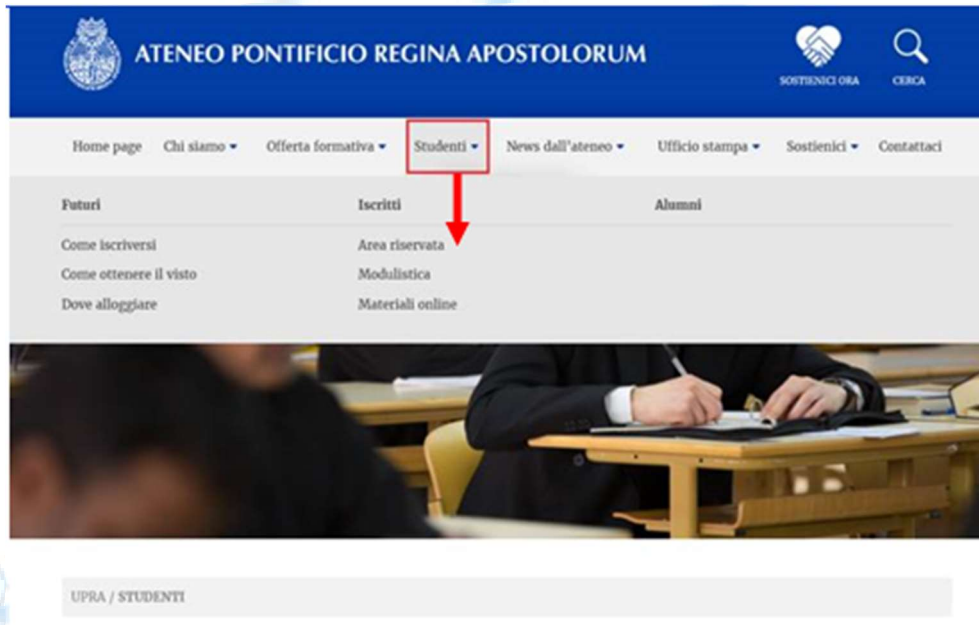 ATENEO PONTIFICIO REGINA APOSTOLORUM
SOSTIENICI ORA
CERCA
Home page Chi siamo Offerta formativa Studenti News dall'ateneo Ufficio stampa Sostienici Contattaci
Futuri Iscritti Alumni
Come iscriversi Area riservata
Come ottenere il visto Modulistica
Dove alloggiare Materiali online
UPRA / STUDENTI